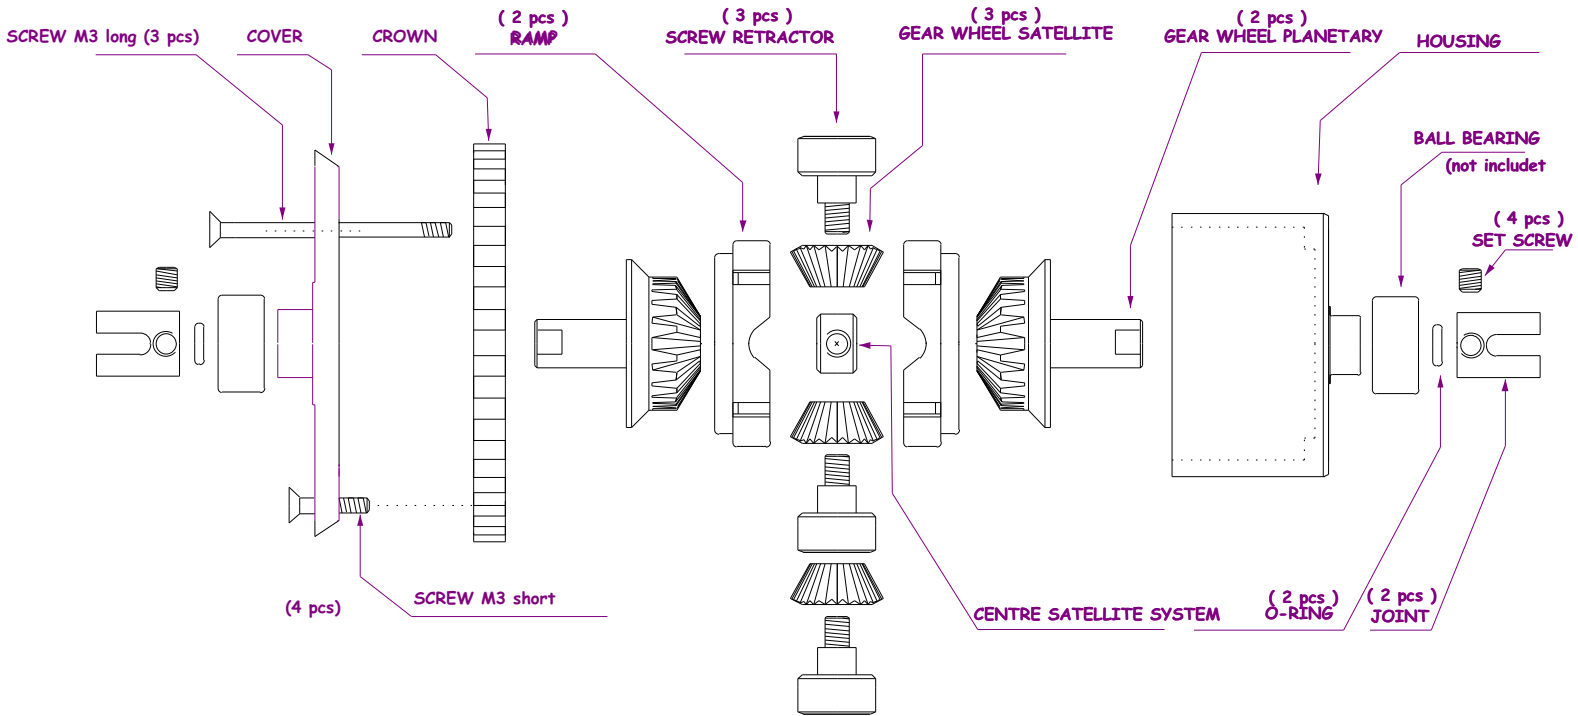 SCREW M3 long (3 pcs)
COVER
CROWN
( 2 pcs )
RAMP
( 3 pcs )
SCREW RETRACTOR
( 3 pcs )
GEAR WHEEL SATELLITE
( 2 pcs )
GEAR WHEEL PLANETARY
HOUSING
BALL BEARING
(not includet
( 4 pcs )
SET SCREW
(4 pcs)
SCREW M3 short
CENTRE SATELLITE SYSTEM
( 2 pcs )
O-RING
( 2 pcs )
JOINT